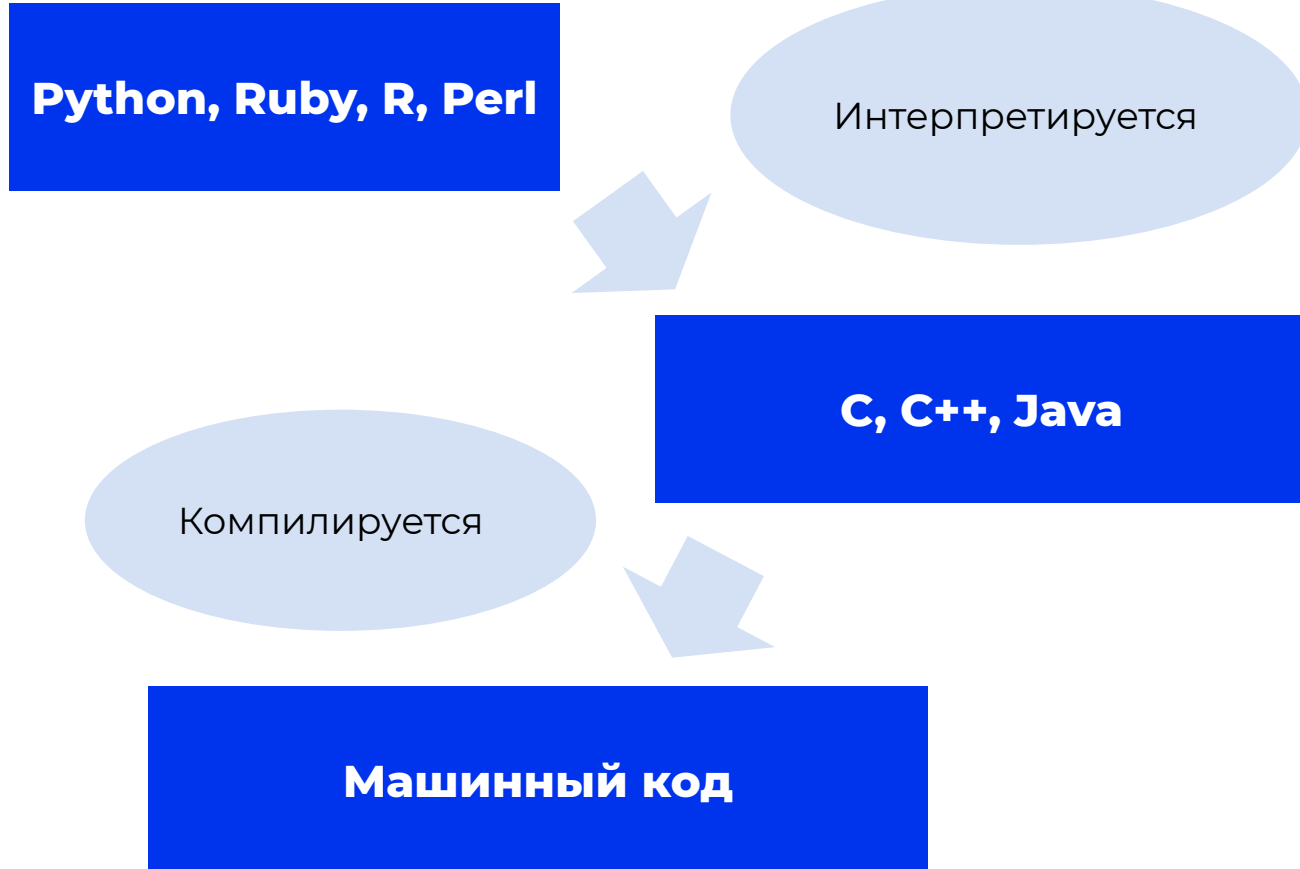 Python, Ruby, R, Perl
Интерпретируется
C, C++, Java
Компилируется
Машинный код